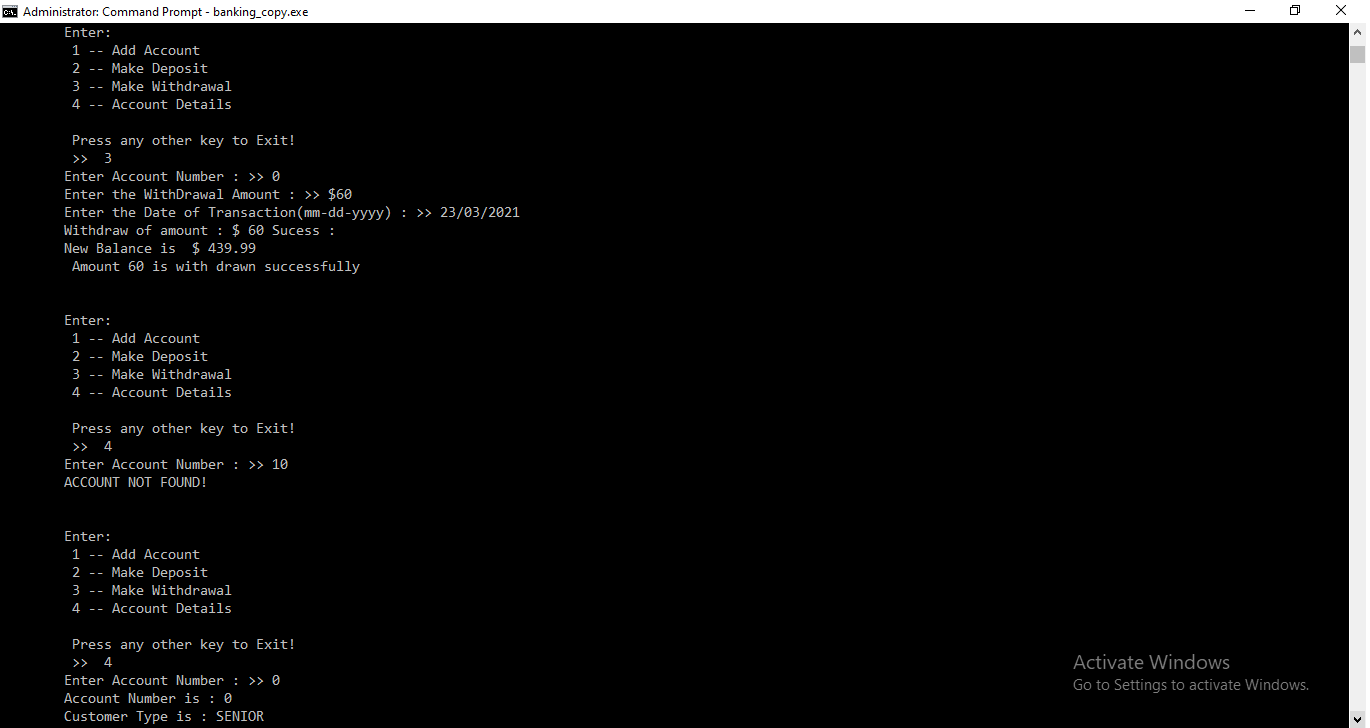 Administrator: Command Prompt - banking_copy.exe
Enter:
1 -- Add Account
2 -- Make Deposit
3 -- Make Withdrawal
4 -- Account Details
Press any other key to Exit!
>> 3
Enter Account Number : >> 0
Enter the WithDrawal Amount : >> $60
Enter the Date of Transaction(mm-dd-yyyy) : >> 23/03/2021
Withdraw of amount : $ 60 Sucess :
New Balance is  $ 439.99
Amount 60 is with drawn successfully
Enter:
1 -- Add Account
2 -- Make Deposit
3 -- Make Withdrawal
4 -- Account Details
Press any other key to Exit!
>> 4
Enter Account Number : >> 10
ACCOUNT NOT FOUND!
Enter:
1 -- Add Account
2 -- Make Deposit
3 -- Make Withdrawal
4 -- Account Details
Press any other key to Exit!
>> 4
Enter Account Number : >> 0
Account Number is : 0
Customer Type is : SENIOR
Activate Windows
Go to Settings to activate Windows.